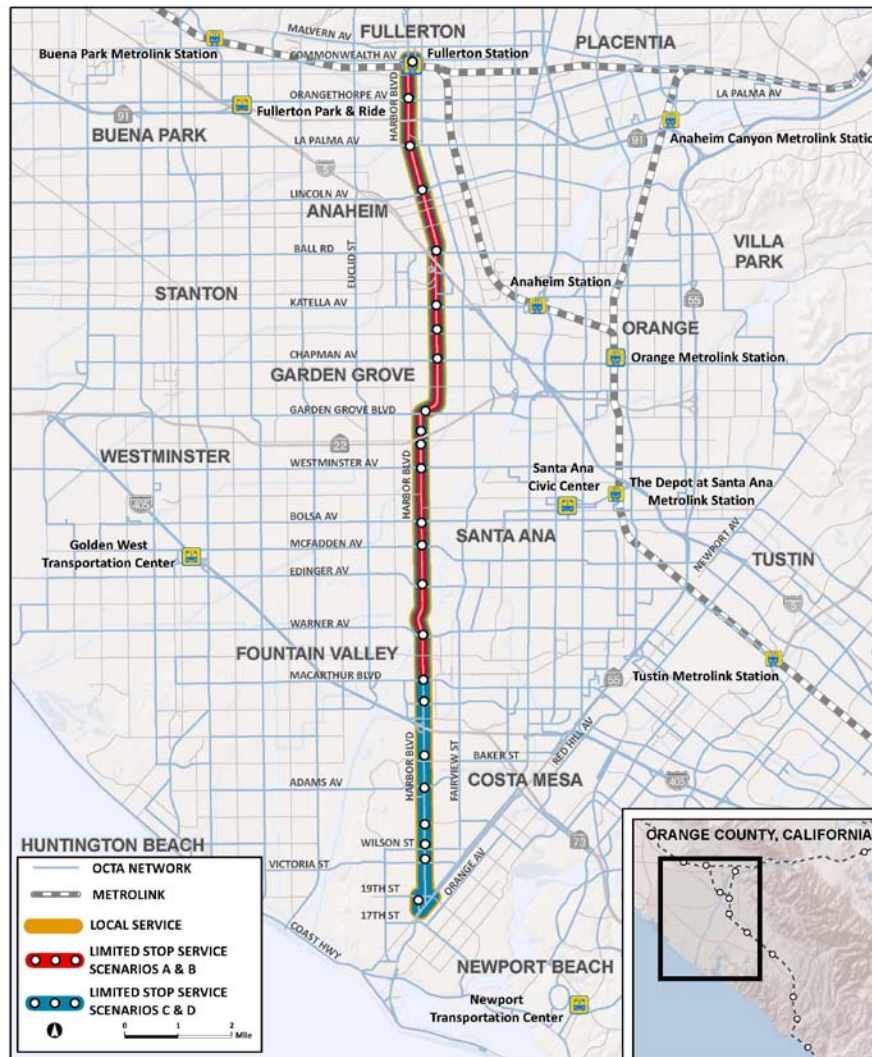 MALVERN AV
FULLERTON
Buena Park Metrolink Station
COMMONWEALTH AV
Fullerton Station
PLACENTIA
ORANGETHORPE AV
HARBOR BLVD
LA PALMA AV
91
Fullerton Park & Ride
BUENA PARK
91
Anaheim Canyon Metrolink Station
LA PALMA AV
5
LINCOLN AV
ANAHEIM
EUCLID ST
BALL RD
VILLA
PARK
STANTON
Anaheim Station
55
KATELLA AV
ORANGE
CHAPMAN AV
Orange Metrolink Station
GARDEN GROVE
GARDEN GROVE BLVD
22
WESTMINSTER
WESTMINSTER AV
HARBOR BLVD
Santa Ana
Civic Center
The Depot at Santa Ana
Metrolink Station
405
BOLSA AV
SANTA ANA
NEWPORT AV
Golden West
Transportation Center
MCFADDEN AV
TUSTIN
EDINGER AV
5
WARNER AV
FOUNTAIN VALLEY
MACARTHUR BLVD
55
Tustin Metrolink Station
RED HILL AV
HARBOR BLVD
FAIRVIEW ST
BAKER ST
ADAMS AV
COSTA MESA
405
HUNTINGTON BEACH
WILSON ST
73
VICTORIA ST
ORANGE AV
19TH ST
17TH ST
COAST HWY
NEWPORT BEACH
Newport
Transportation Center
OCTA NETWORK
METROLINK
LOCAL SERVICE
LIMITED STOP SERVICE
SCENARIOS A & B
LIMITED STOP SERVICE
SCENARIOS C & D
0 1 2
Mile
ORANGE COUNTY, CALIFORNIA